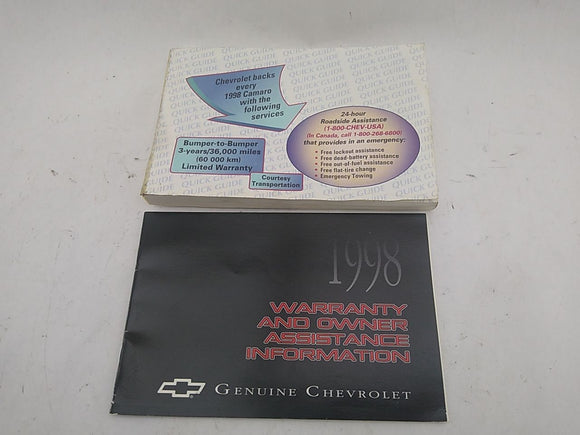 QUICK GUIDE
Chevrolet backs
every
1998 Camaro
with the
following
services
24-hour
Roadside Assistance
(1-800-CHEV-USA)
(In Canada, call 1-800-268-6800)
that provides in an emergency:
• Free lockout assistance
• Free dead-battery assistance
• Free out-of-fuel assistance
• Free flat-tire change
• Emergency Towing
Bumper-to-Bumper
3-years/36,000 miles
(60 000 km)
Limited Warranty
Courtesy
Transportation
1998
WARRANTY
AND OWNER
ASSISTANCE
INFORMATION
GENUINE CHEVROLET